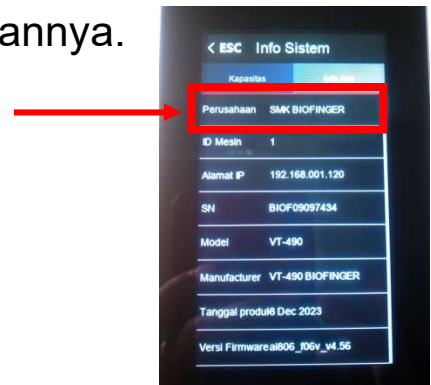 annya.
< ESC Info Sistem
Kapasitas
Perusahaan SMK BIOFINGER
ID Mesin 1
Alamat IP 192.168.001.120
SN BIOF09097434
Model VT-490
Manufacturer VT-490 BIOFINGER
Tanggal produl8 Dec 2023
Versi Firmwareai806_f06v_v4.56